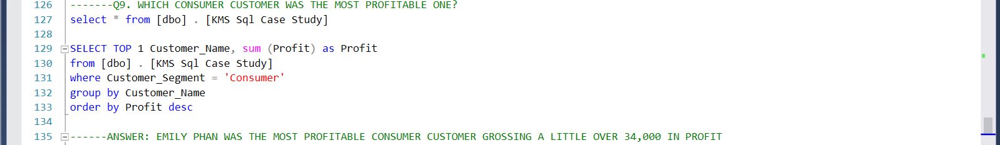 126 -------Q9. WHICH CONSUMER CUSTOMER WAS THE MOST PROFITABLE ONE?
127 select * from [dbo] . [KMS Sql Case Study]
128
129 SELECT TOP 1 Customer_Name, sum (Profit) as Profit
130 from [dbo] . [KMS Sql Case Study]
131 where Customer_Segment = 'Consumer'
132 group by Customer_Name
133 order by Profit desc
134
135 ------ANSWER: EMILY PHAN WAS THE MOST PROFITABLE CONSUMER CUSTOMER GROSSING A LITTLE OVER 34,000 IN PROFIT